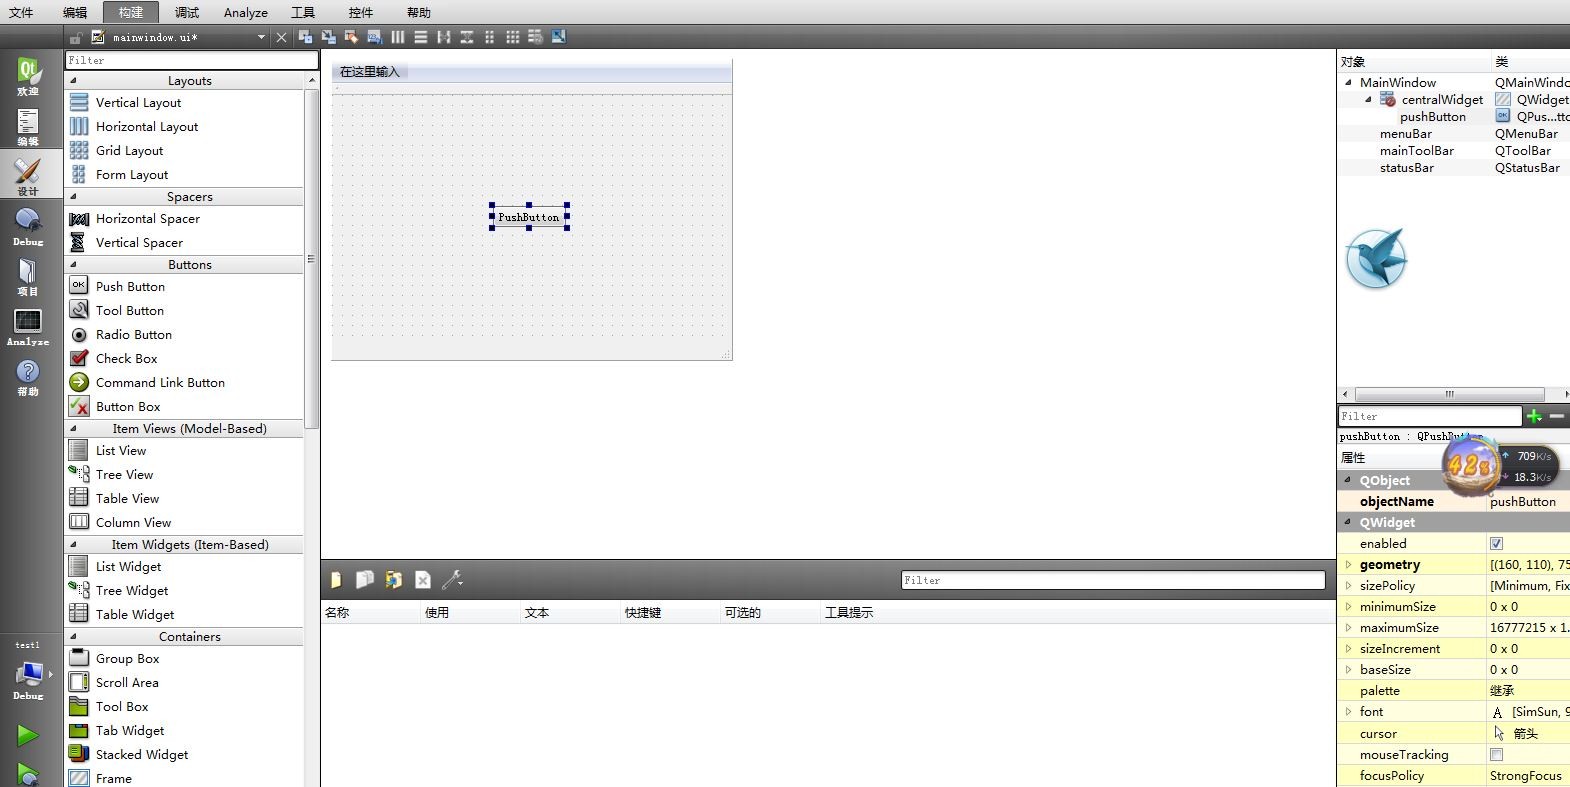 文件 编辑 构建 调试 Analyze 工具 控件 帮助
mainwindow.ui*
欢迎
编辑
设计
Debug
项目
Analyze
帮助
test1
Debug
Filter
Layouts
Vertical Layout
Horizontal Layout
Grid Layout
Form Layout
Spacers
Horizontal Spacer
Vertical Spacer
Buttons
OK Push Button
Tool Button
Radio Button
Check Box
Command Link Button
Button Box
Item Views (Model-Based)
List View
Tree View
Table View
Column View
Item Widgets (Item-Based)
List Widget
Tree Widget
Table Widget
Containers
Group Box
Scroll Area
Tool Box
Tab Widget
Stacked Widget
Frame
在这里输入
PushButton
Filter
名称 使用 文本 快捷键 可选的 工具提示
对象 类
MainWindow QMainWindo
centralWidget QWidget
pushButton OK QPus...tto
menuBar QMenuBar
mainToolBar QToolBar
statusBar QStatusBar
Filter
pushButton : QPushButton
属性
42%
709K/s
18.3K/s
QObject
objectName pushButton
QWidget
enabled
geometry [(160, 110), 75
sizePolicy [Minimum, Fix
minimumSize 0 x 0
maximumSize 16777215 x 1.
sizeIncrement 0 x 0
baseSize 0 x 0
palette 继承
font A [SimSun, 9
cursor 箭头
mouseTracking
focusPolicy StrongFocus